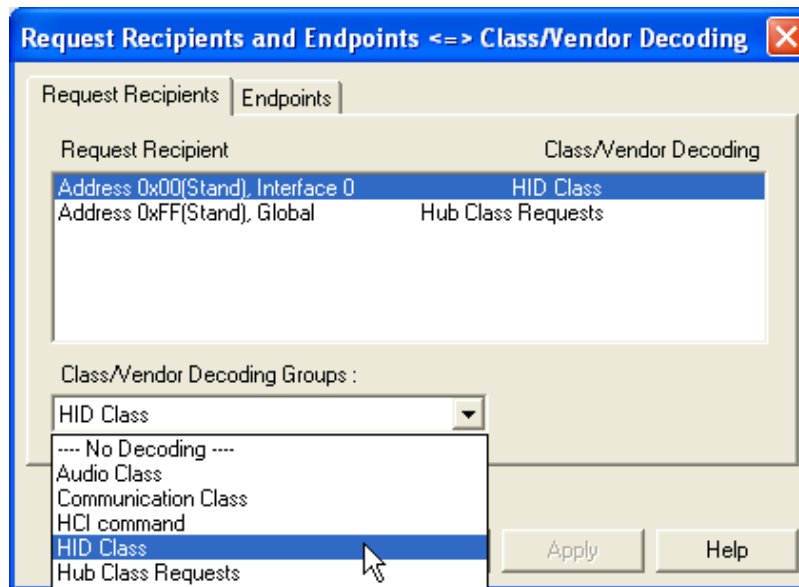 Request Recipients and Endpoints <=> Class/Vendor Decoding
Request Recipients Endpoints
Request Recipient Class/Vendor Decoding
Address 0x00(Stand), Interface 0 HID Class
Address 0xFF(Stand), Global Hub Class Requests
Class/Vendor Decoding Groups :
HID Class
---- No Decoding ----
Audio Class
Communication Class
HCI command
HID Class
Hub Class Requests
Apply Help